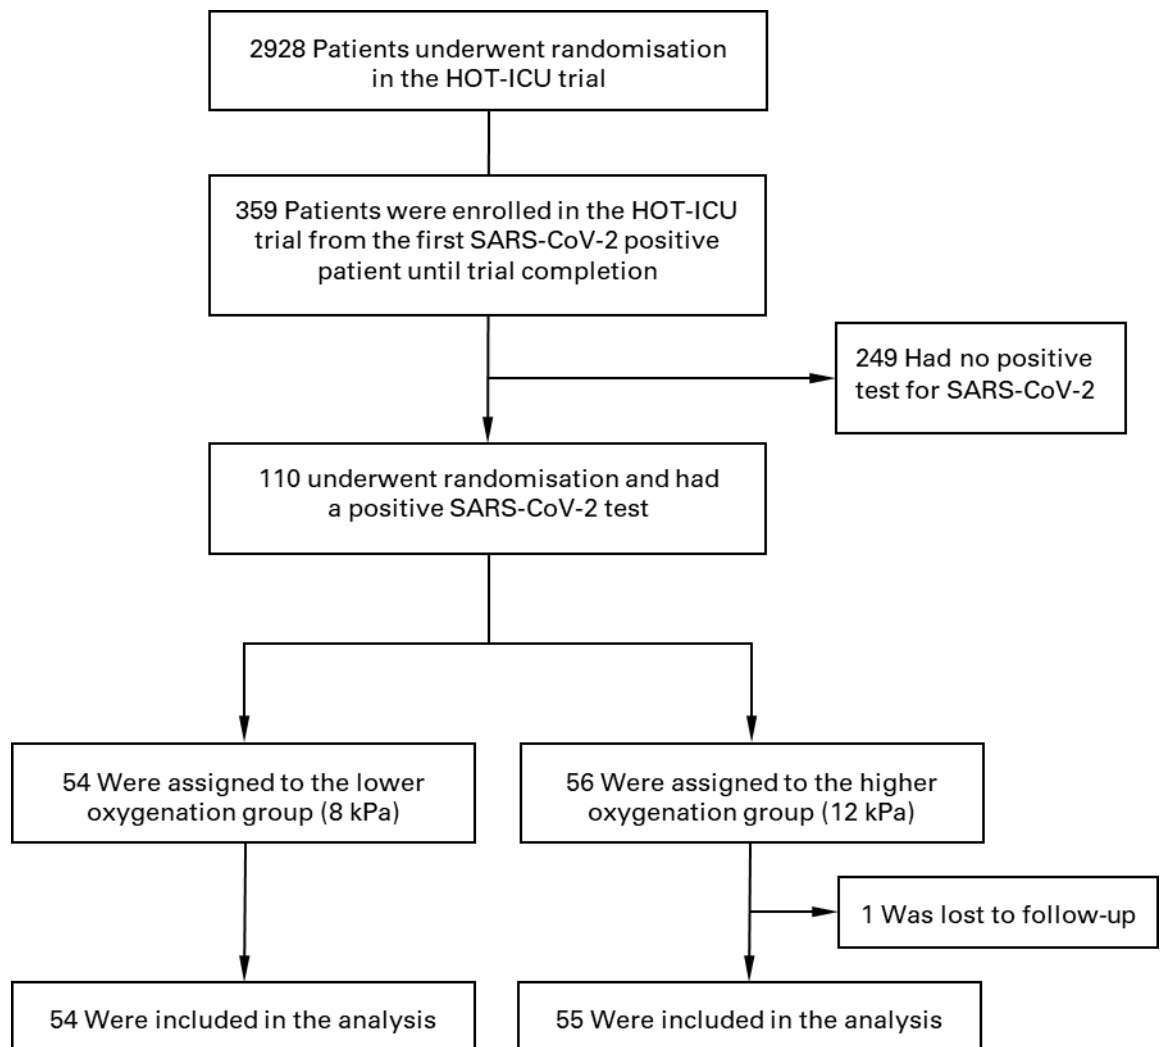 2928 Patients underwent randomisation
in the HOT-ICU trial
359 Patients were enrolled in the HOT-ICU
trial from the first SARS-CoV-2 positive
patient until trial completion
249 Had no positive
test for SARS-CoV-2
110 underwent randomisation and had
a positive SARS-CoV-2 test
54 Were assigned to the lower
oxygenation group (8 kPa)
56 Were assigned to the higher
oxygenation group (12 kPa)
1 Was lost to follow-up
54 Were included in the analysis
55 Were included in the analysis